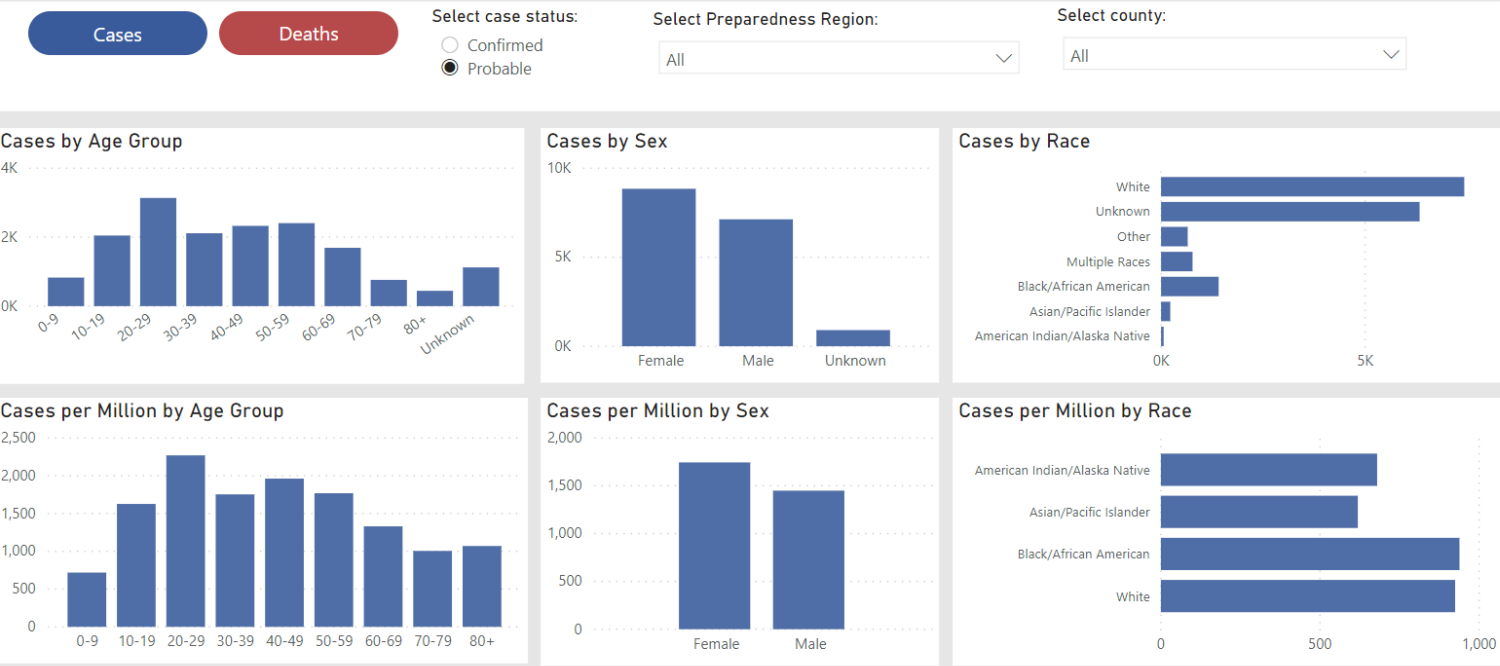 Cases
Deaths
Select case status:
Confirmed
Probable
Select Preparedness Region:
All
Select county:
All
Cases by Age Group
4K
2K
0K
0-9 10-19 20-29 30-39 40-49 50-59 60-69 70-79 80+ Unknown
Cases by Sex
10K
5K
0K
Female Male Unknown
Cases by Race
White
Unknown
Other
Multiple Races
Black/African American
Asian/Pacific Islander
American Indian/Alaska Native
0K 5K
Cases per Million by Age Group
2,500
2,000
1,500
1,000
500
0
0-9 10-19 20-29 30-39 40-49 50-59 60-69 70-79 80+
Cases per Million by Sex
2,000
1,500
1,000
500
0
Female Male
Cases per Million by Race
American Indian/Alaska Native
Asian/Pacific Islander
Black/African American
White
0 500 1,000